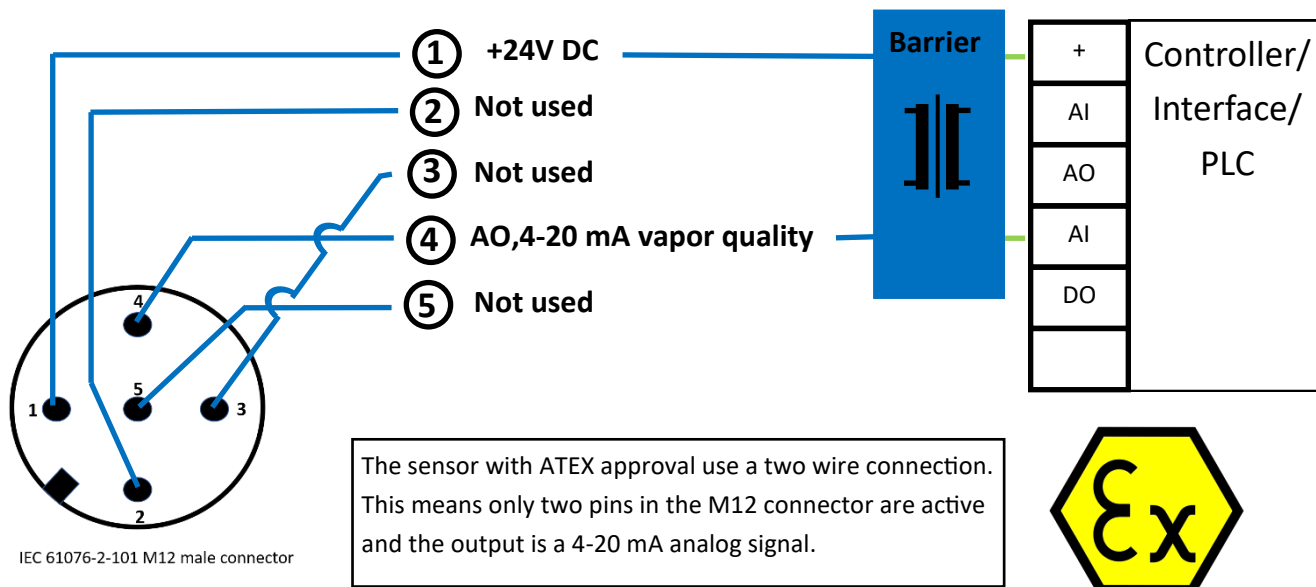 1 +24V DC
2 Not used
3 Not used
4 AO,4-20 mA vapor quality
5 Not used
Barrier
+
AI
AO
AI
DO
Controller/
Interface/
PLC
4
5
1
3
2
IEC 61076-2-101 M12 male connector
The sensor with ATEX approval use a two wire connection.
This means only two pins in the M12 connector are active
and the output is a 4-20 mA analog signal.
Ex